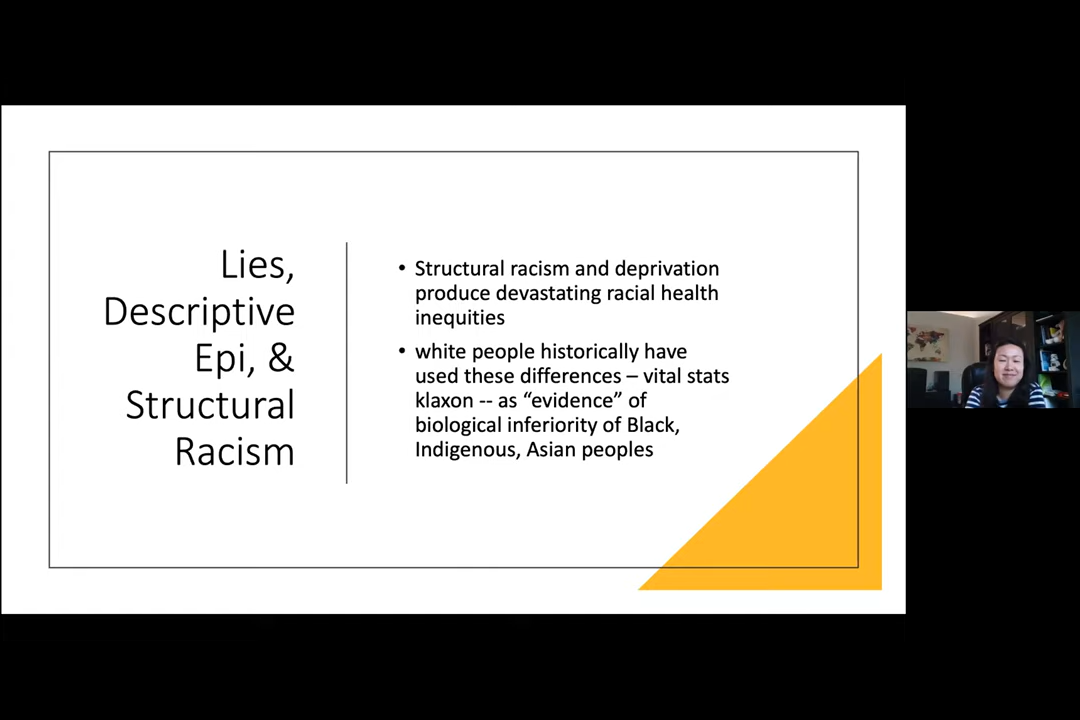 Lies,
Descriptive
Epi, &
Structural
Racism
• Structural racism and deprivation
produce devastating racial health
inequities
• white people historically have
used these differences – vital stats
klaxon -- as “evidence” of
biological inferiority of Black,
Indigenous, Asian peoples